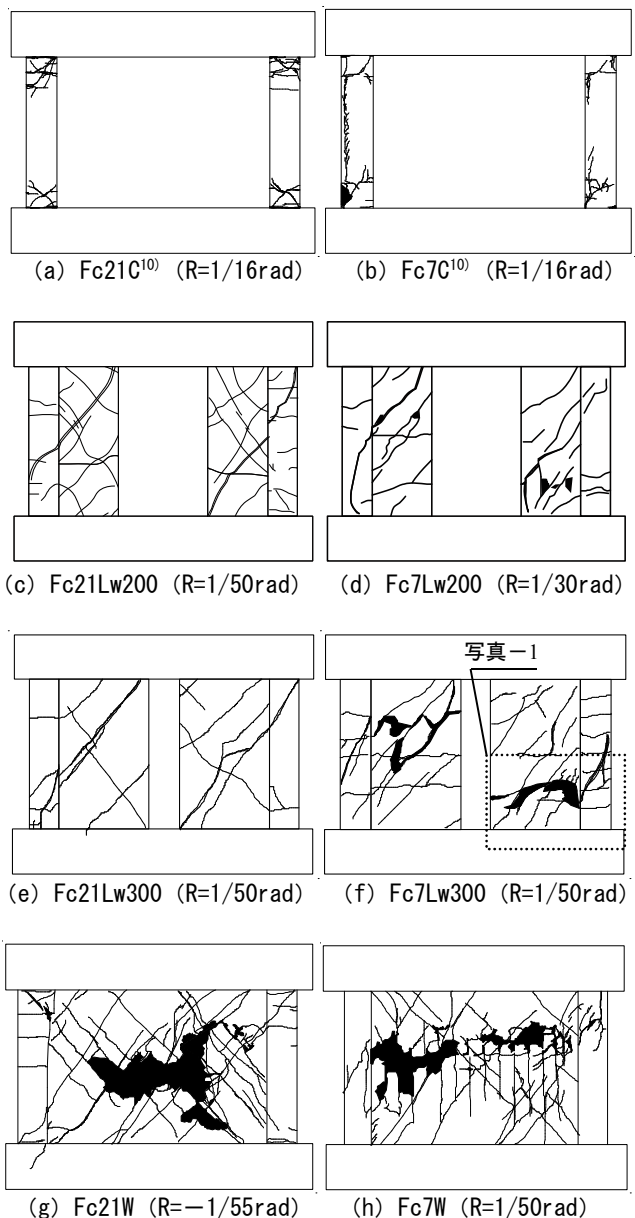 (a) Fc21C10) (R=1/16rad)
(b) Fc7C10) (R=1/16rad)
(c) Fc21Lw200 (R=1/50rad)
(d) Fc7Lw200 (R=1/30rad)
写真－1
(e) Fc21Lw300 (R=1/50rad)
(f) Fc7Lw300 (R=1/50rad)
(g) Fc21W (R=－1/55rad)
(h) Fc7W (R=1/50rad)